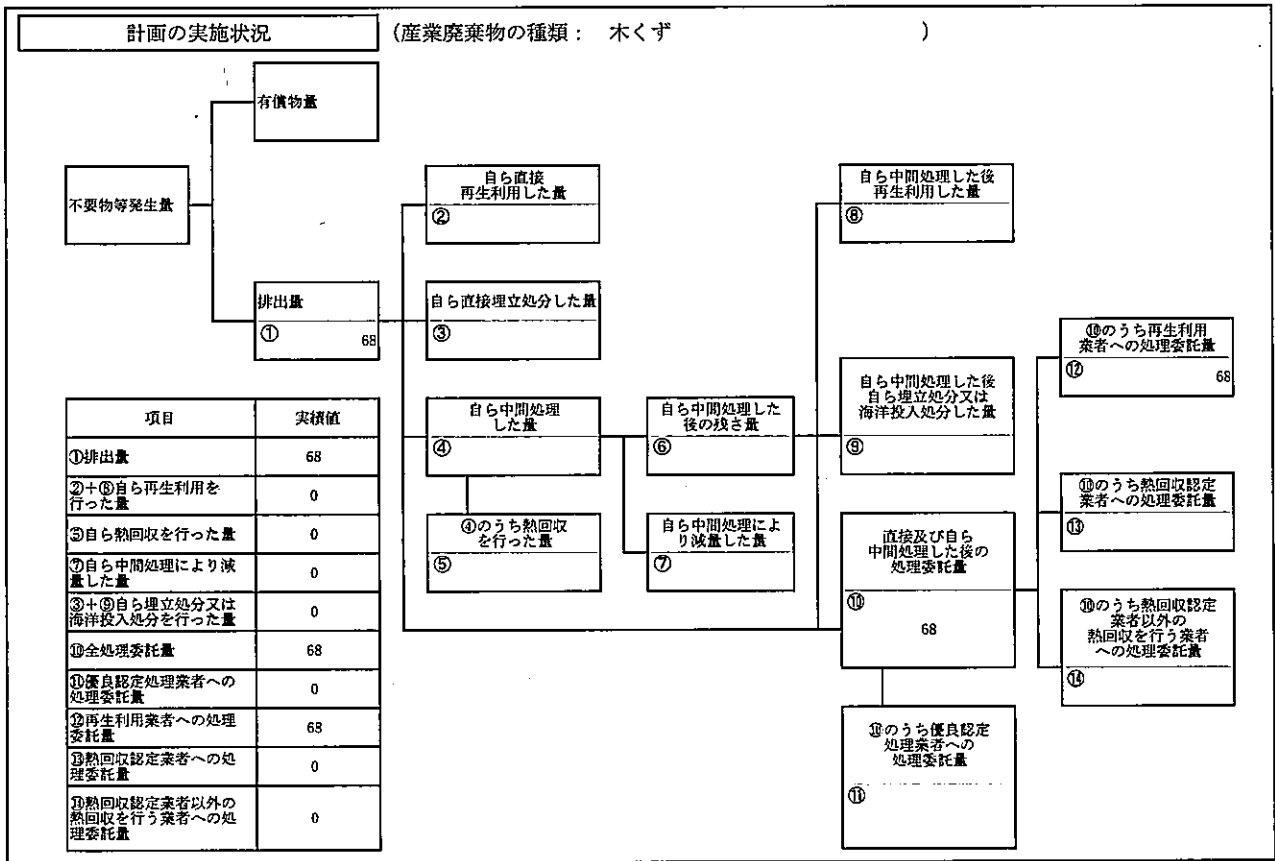 計画の実施状況
(産業廃棄物の種類： 木くず )
有償物量
不要物等発生量
排出量
① 68
自ら直接
再生利用した量
②
自ら直接埋立処分した量
③
自ら中間処理
した量
④
④のうち熱回収
を行った量
⑤
自ら中間処理した
後の残さ量
⑥
自ら中間処理によ
り減量した量
⑦
自ら中間処理した後
再生利用した量
⑧
自ら中間処理した後
自ら埋立処分又は
海洋投入処分した量
⑨
直接及び自ら
中間処理した後の
処理委託量
⑩
68
⑩のうち優良認定
処理業者への
処理委託量
⑪
⑩のうち再生利用
業者への処理委託量
⑫ 68
⑩のうち熱回収認定
業者への処理委託量
⑬
⑩のうち熱回収認定
業者以外の
熱回収を行う業者
への処理委託量
⑭
項目 実績値
①排出量 68
②+⑧自ら再生利用を
行った量 0
⑤自ら熱回収を行った量 0
⑦自ら中間処理により減
量した量 0
③+⑨自ら埋立処分又は
海洋投入処分を行った量 0
⑩全処理委託量 68
⑪優良認定処理業者への
処理委託量 0
⑫再生利用業者への処理
委託量 68
⑬熱回収認定業者への処
理委託量 0
⑭熱回収認定業者以外の
熱回収を行う業者への処
理委託量 0